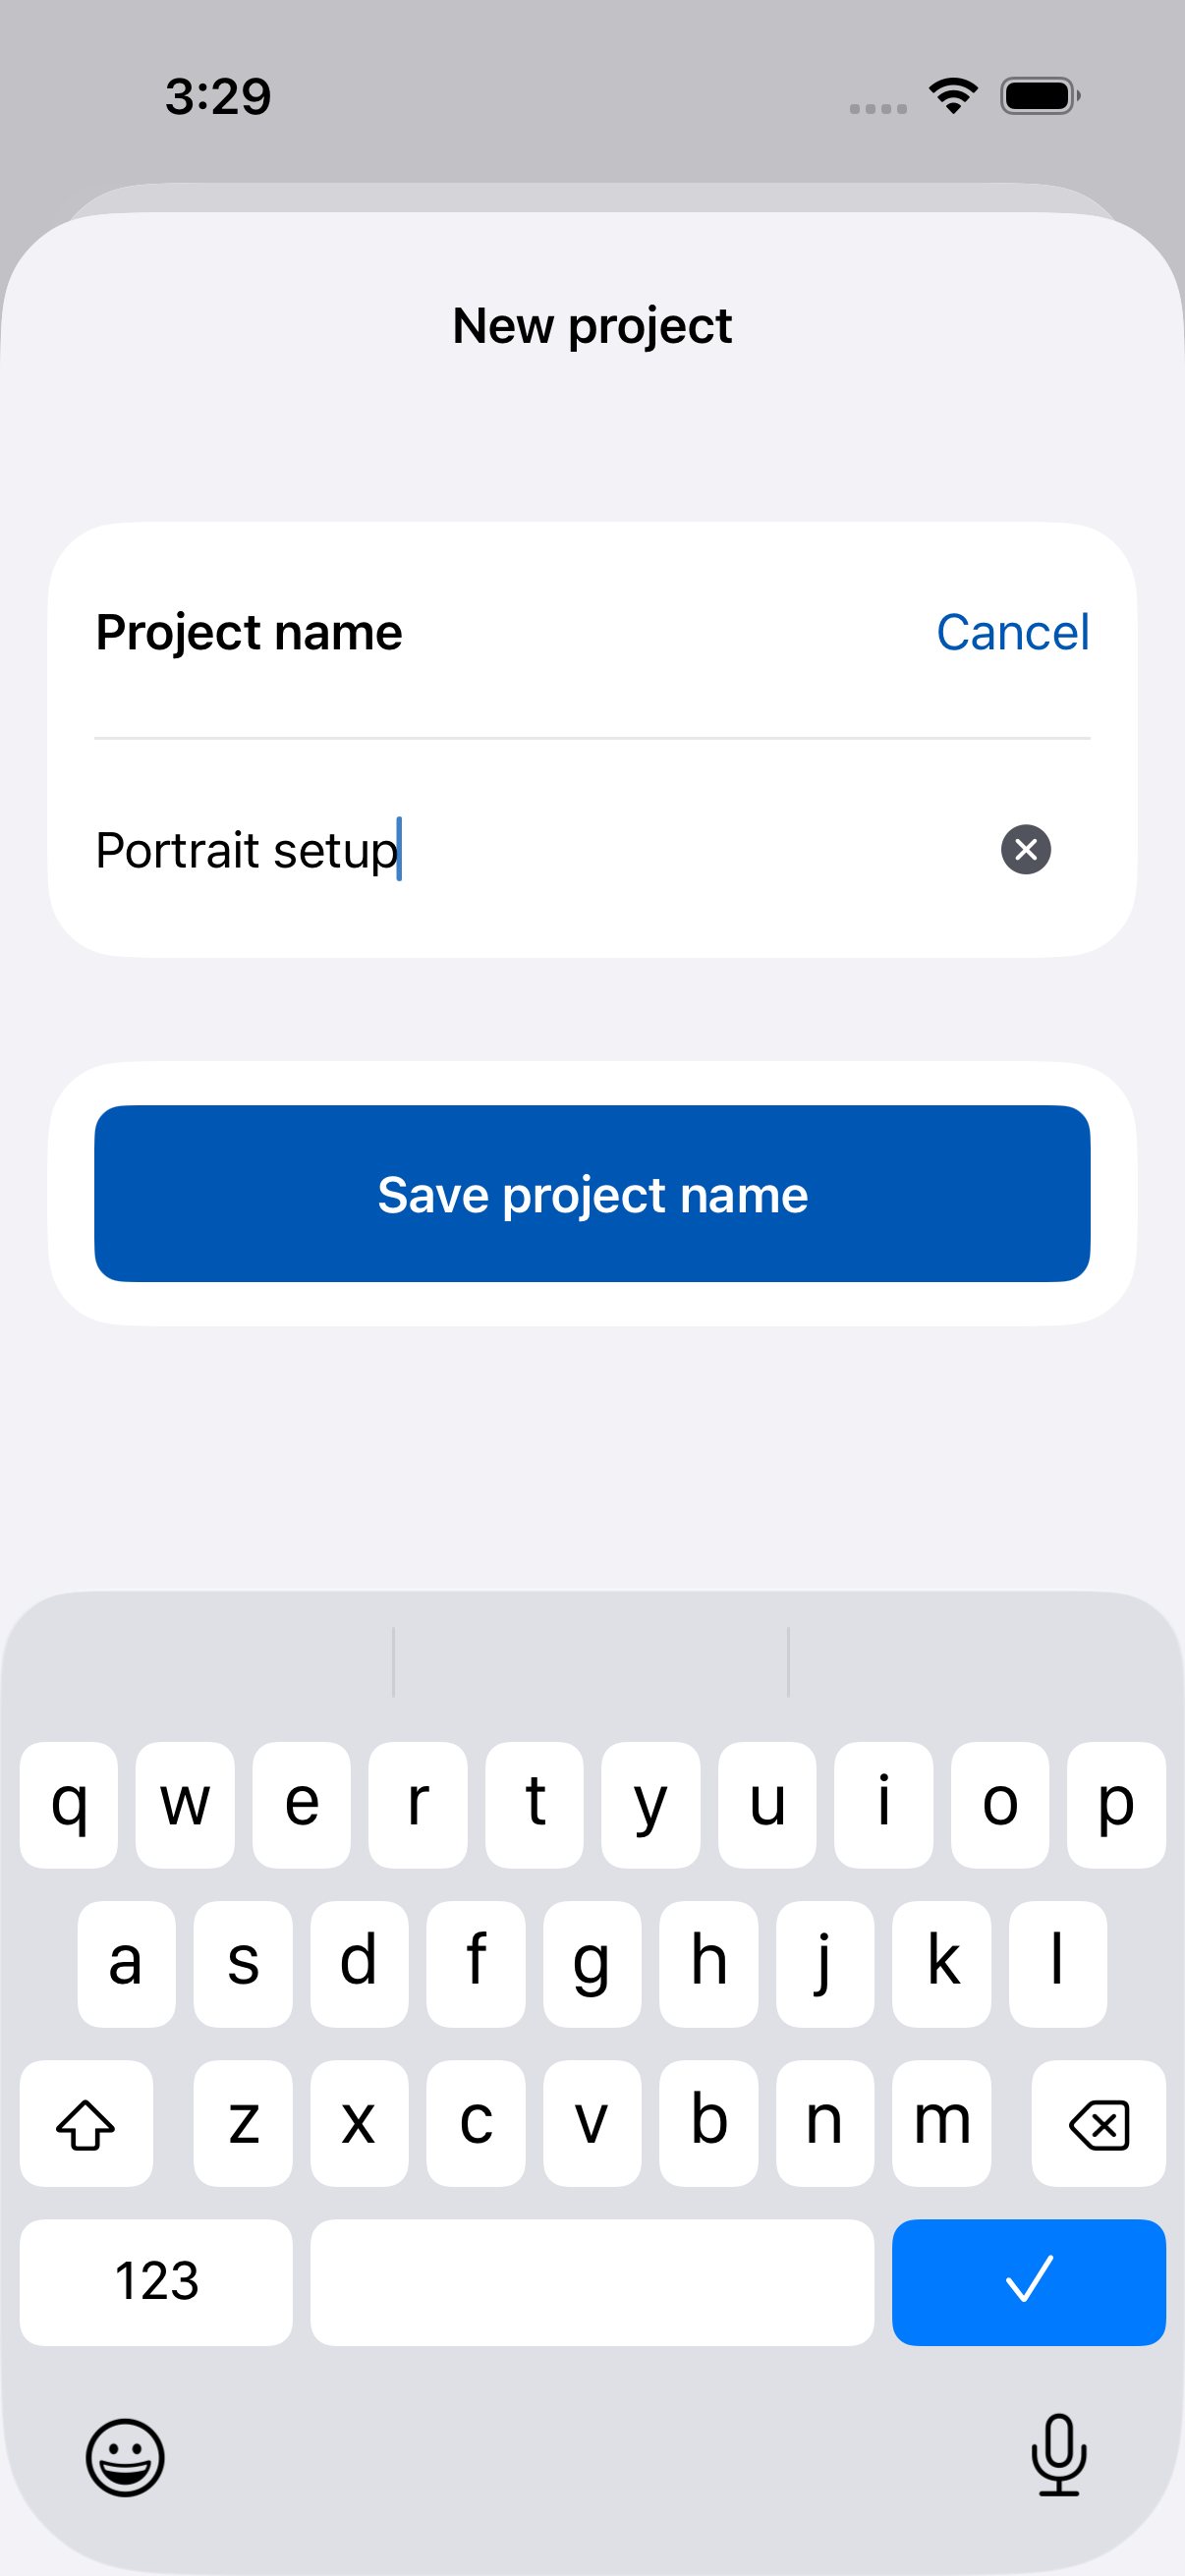 3:29
New project
Project name
Cancel
Portrait setup
Save project name
q w e r t y u i o p
a s d f g h j k l
z x c v b n m
123